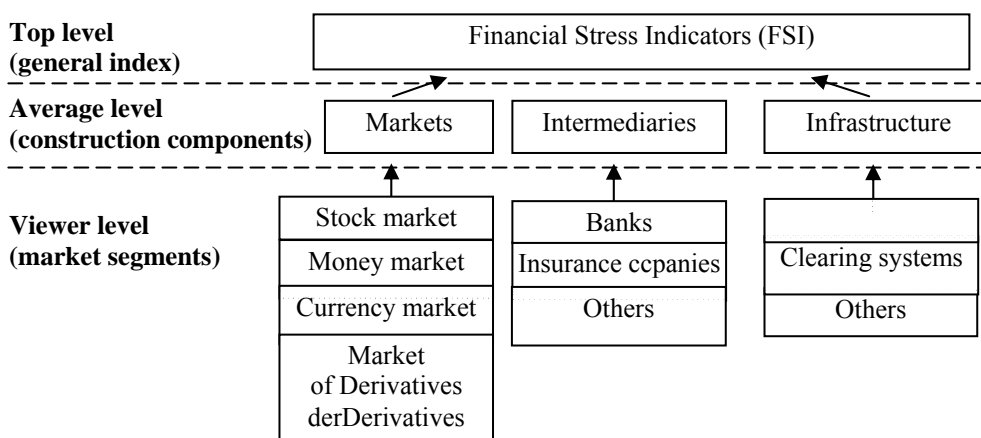 Top level
(general index)
Financial Stress Indicators (FSI)
Average level
(construction components)
Markets
Intermediaries
Infrastructure
Viewer level
(market segments)
Stock market
Money market
Currency market
Market
of Derivatives
derDerivatives
Banks
Insurance ccpanies
Others
Clearing systems
Others